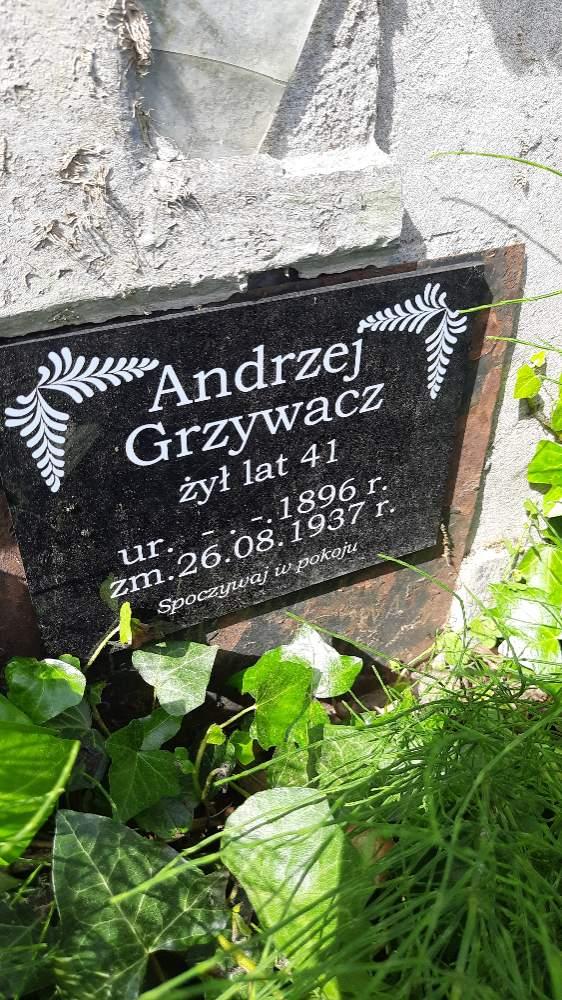 Andrzej
Grzywacz
żył lat 41
ur. - . -.1896 r.
zm.26.08.1937 r.
Spoczywaj w pokoju